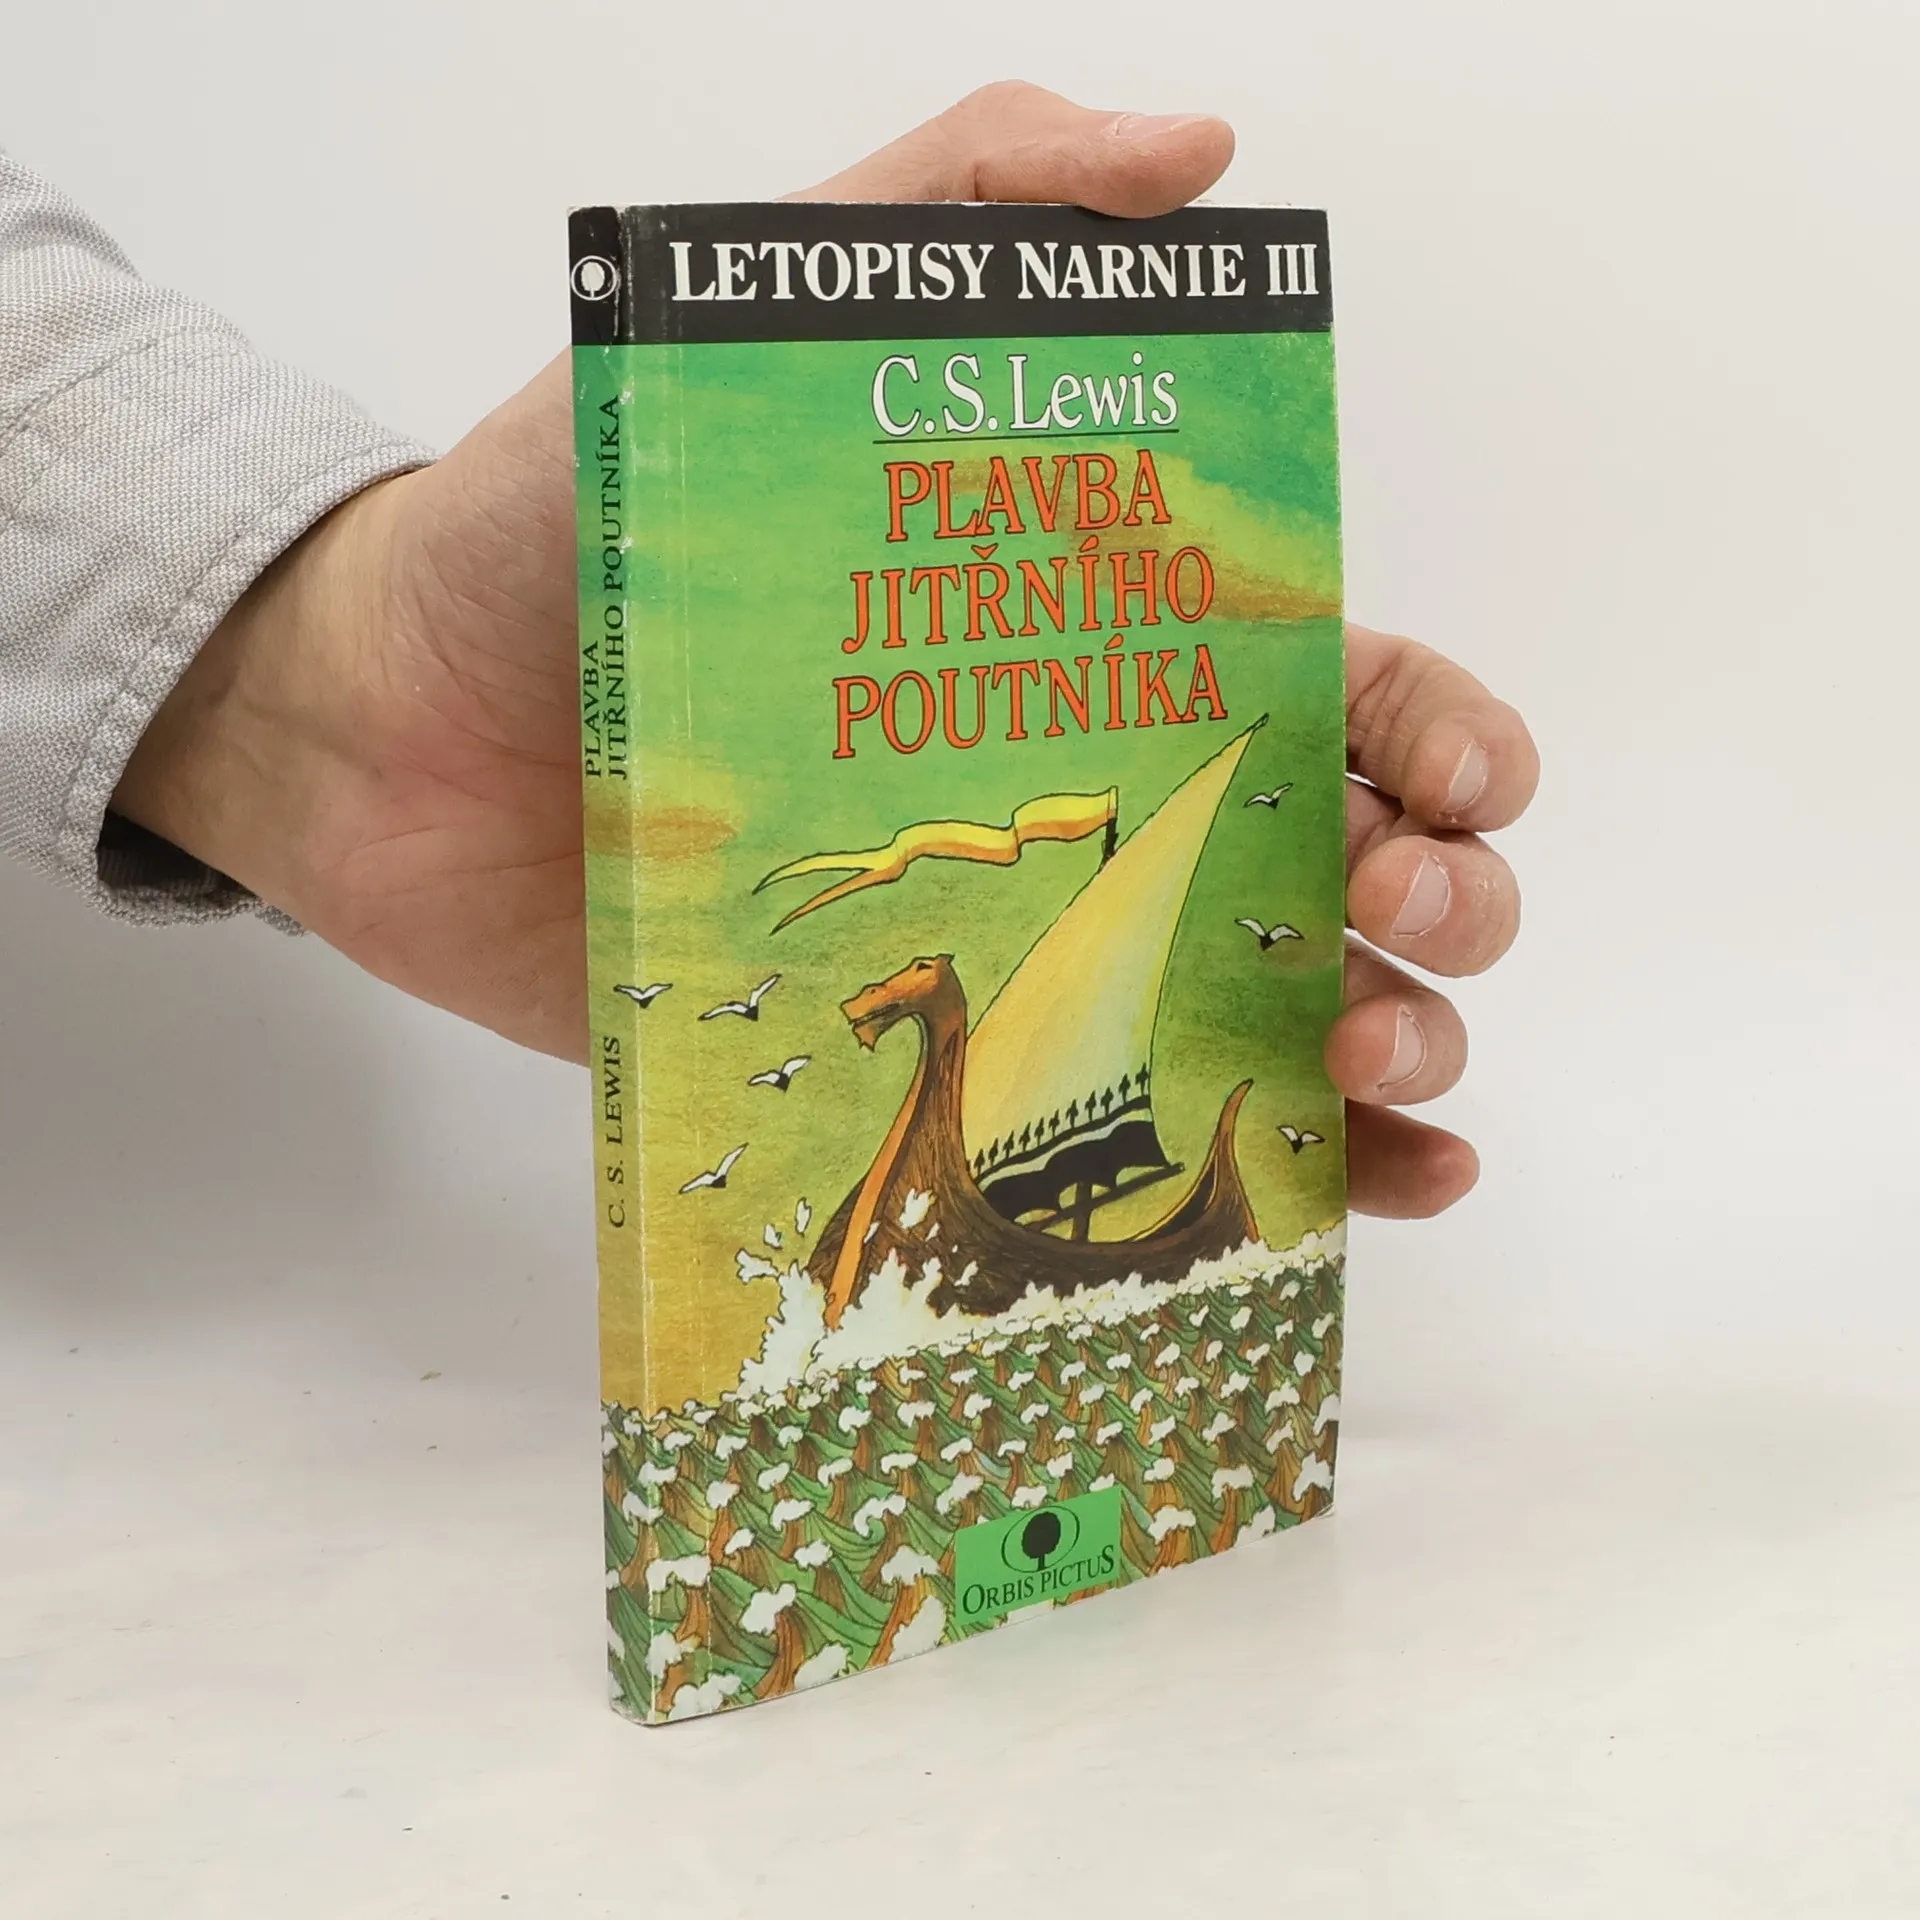 LETOPISY NARNIE III
C.S. Lewis
PLAVBA
JITŘNÍHO
POUTNÍKA
ORBIS PICTUS
PLAVBA
JITŘNÍHO POUTNÍKA
C. S. LEWIS